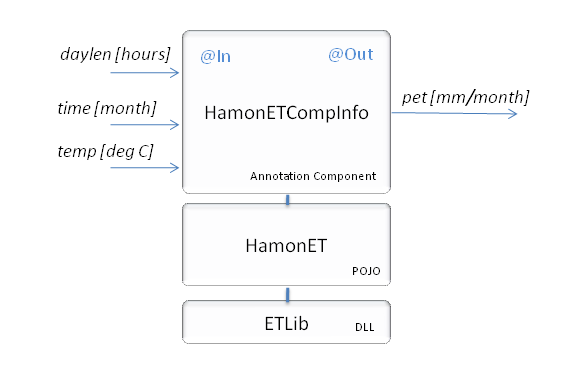 daylen [hours]
@In
@Out
time [month]
HamonETCompInfo
pet [mm/month]
temp [deg C]
Annotation Component
HamonET
POJO
ETLib
DLL